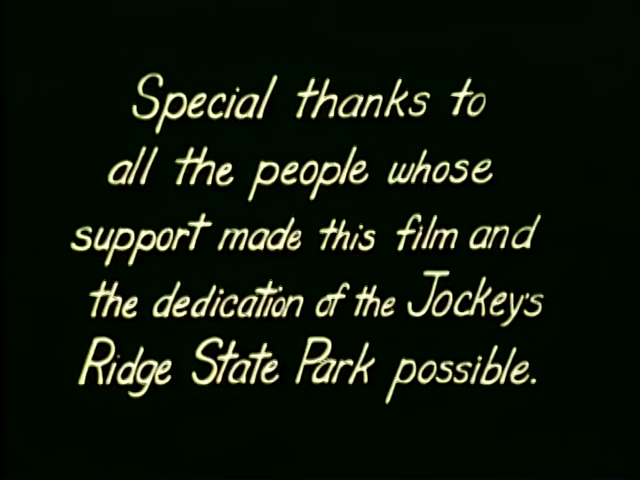 Special thanks to
all the people whose
support made this film and
the dedication of the Jockey's
Ridge State Park possible.